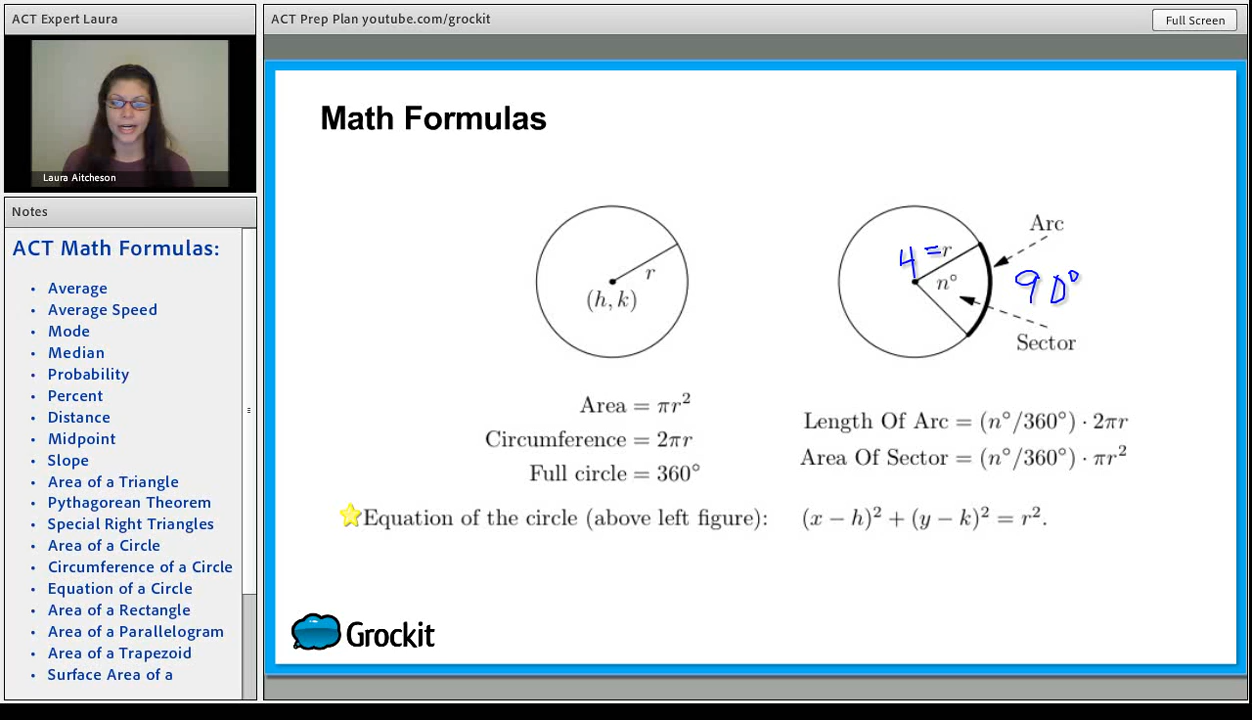 ACT Expert Laura
Laura Aitcheson
Notes
ACT Math Formulas:
• Average
• Average Speed
• Mode
• Median
• Probability
• Percent
• Distance
• Midpoint
• Slope
• Area of a Triangle
• Pythagorean Theorem
• Special Right Triangles
• Area of a Circle
• Circumference of a Circle
• Equation of a Circle
• Area of a Rectangle
• Area of a Parallelogram
• Area of a Trapezoid
• Surface Area of a
ACT Prep Plan youtube.com/grockit
Full Screen
Math Formulas
r
(h, k)
Area = πr²
Circumference = 2πr
Full circle = 360°
4 = r
n°
Arc
90°
Sector
Length Of Arc = (n°/360°) · 2πr
Area Of Sector = (n°/360°) · πr²
Equation of the circle (above left figure): (x − h)² + (y − k)² = r².
Grockit